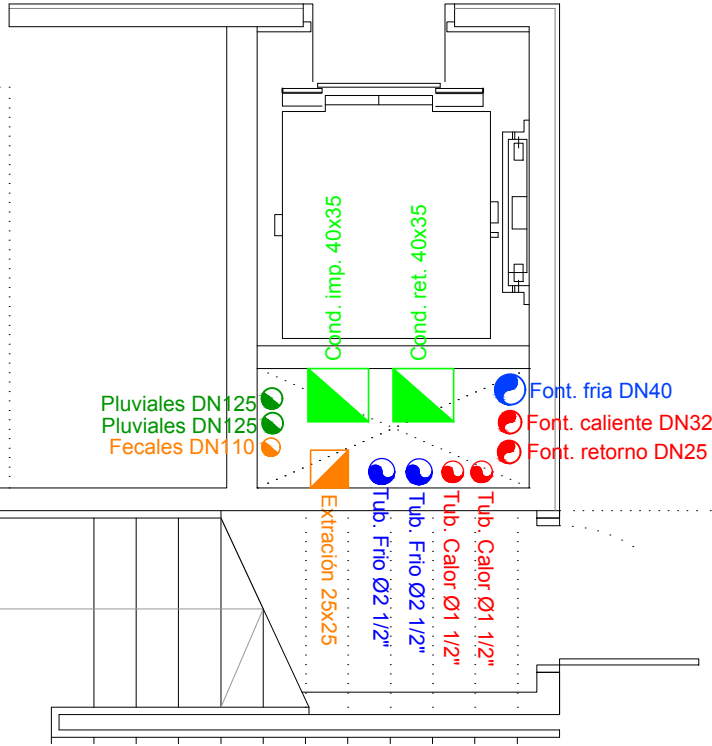 Cond. imp. 40x35
Cond. ret. 40x35
Pluviales DN125
Pluviales DN125
Fecales DN110
Font. fria DN40
Font. caliente DN32
Font. retorno DN25
Extración 25x25
Tub. Frio Ø2 1/2"
Tub. Frio Ø2 1/2"
Tub. Calor Ø1 1/2"
Tub. Calor Ø1 1/2"